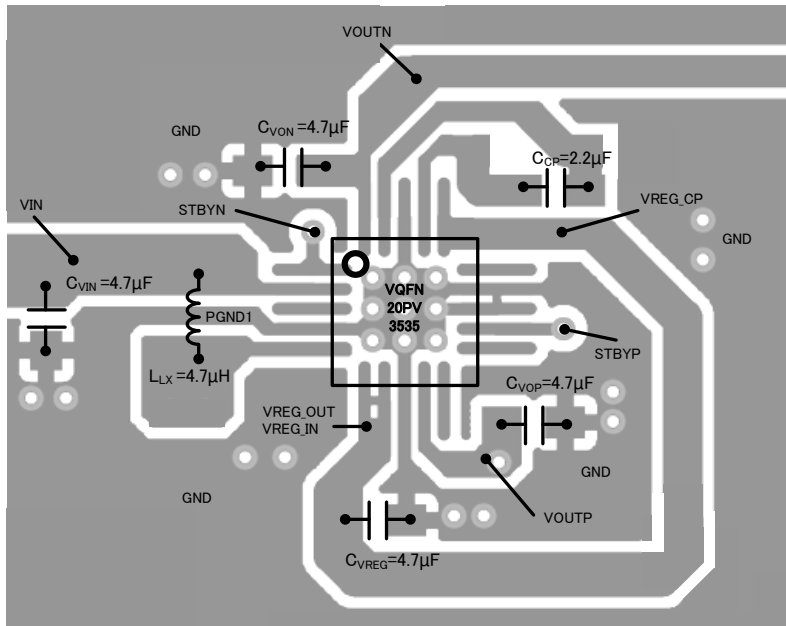 VOUTN
GND
CVON =4.7μF
CCP=2.2μF
VIN
STBYN
VREG_CP
GND
CVIN =4.7μF
VQFN
20PV
3535
PGND1
STBYP
LLX =4.7μH
CVOP=4.7μF
VREG_OUT
VREG_IN
GND
GND
VOUTP
CVREG=4.7μF